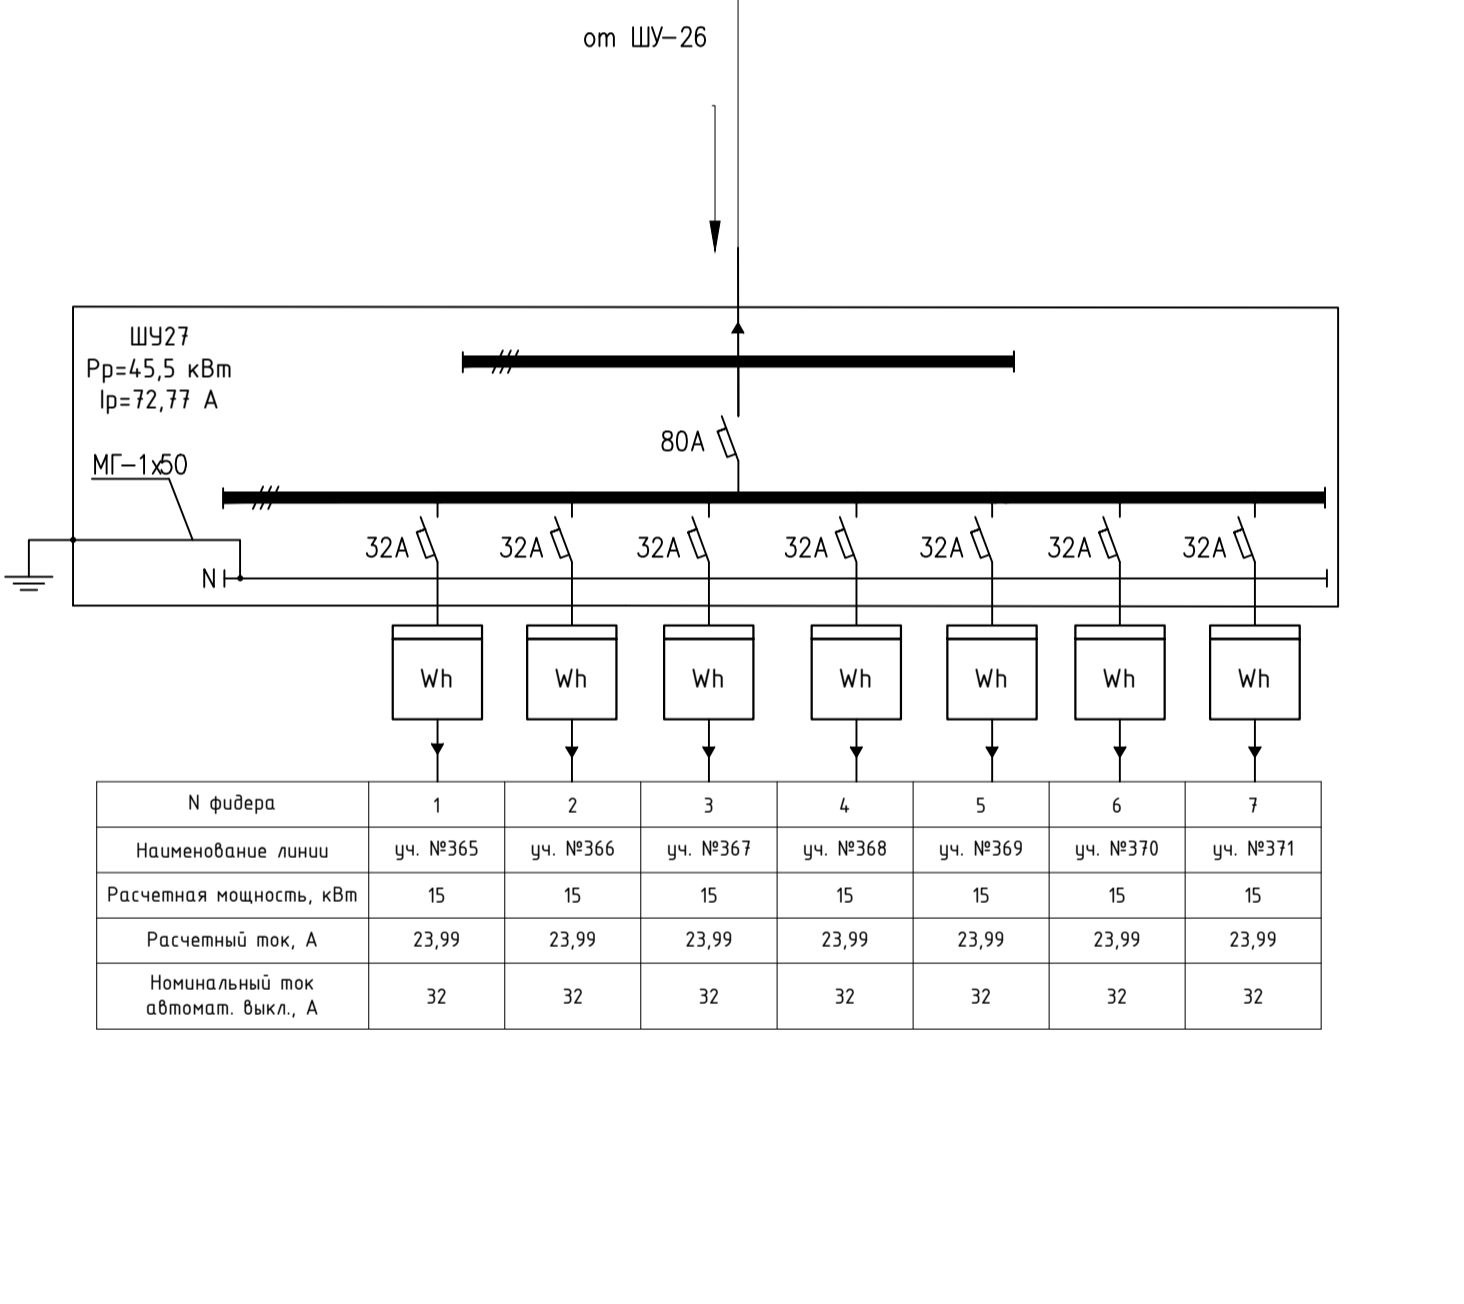 от ШУ-26
ШУ27
Рр=45,5 кВт
Iр=72,77 А
80А
МГ-1х50
32А 32А 32А 32А 32А 32А 32А
N
Wh Wh Wh Wh Wh Wh Wh
N фидера 1 2 3 4 5 6 7
Наименование линии уч. №365 уч. №366 уч. №367 уч. №368 уч. №369 уч. №370 уч. №371
Расчетная мощность, кВт 15 15 15 15 15 15 15
Расчетный ток, А 23,99 23,99 23,99 23,99 23,99 23,99 23,99
Номинальный ток
автомат. выкл., А 32 32 32 32 32 32 32